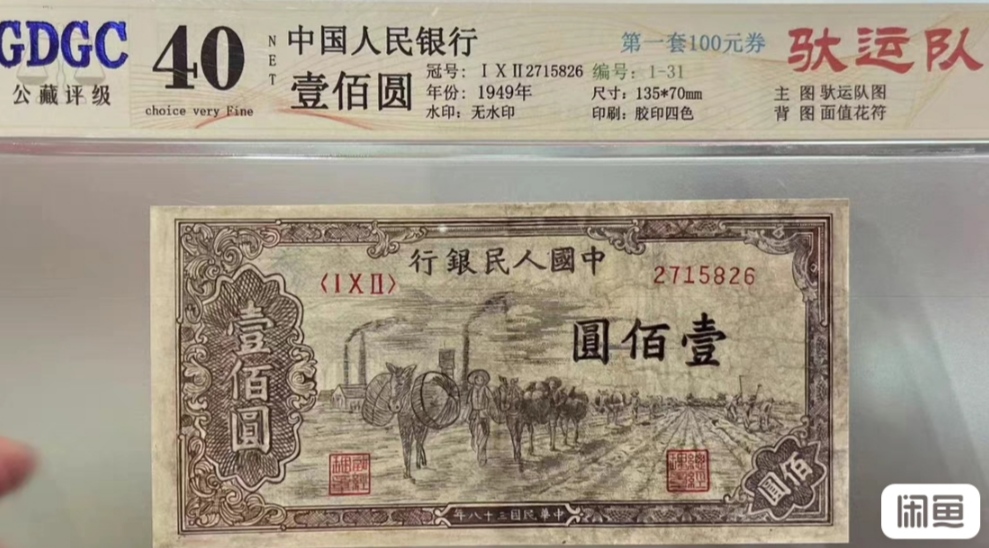 GDGC
公藏评级
40
choice very Fine
NET
中国人民银行
壹佰圆
冠号：ⅠⅩⅡ2715826
年份：1949年
水印：无水印
第一套100元券
编号：1-31
尺寸：135*70mm
印刷：胶印四色
驮运队
主 图 驮运队图
背 图 面值花符
行銀民人國中
〈ⅠⅩⅡ〉
2715826
圓佰壹
壹佰圓
圓佰
年八十三國民華中
闲鱼